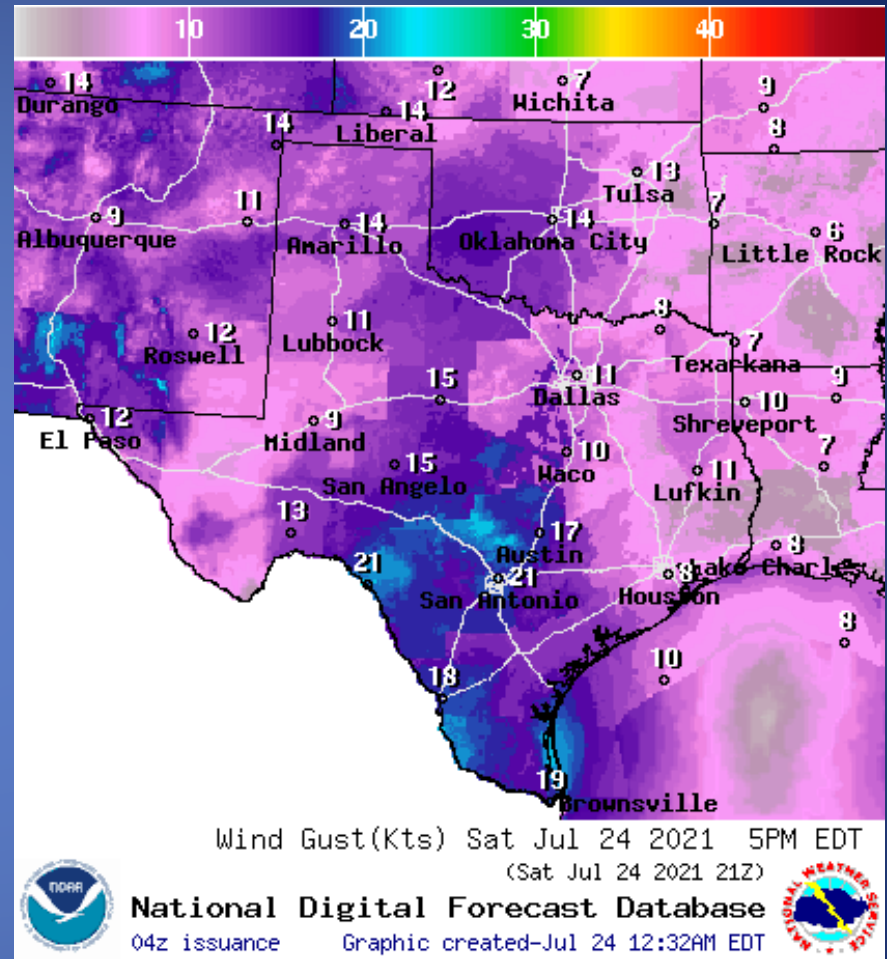 10 20 30 40
14 12 7 9
Durango Wichita
14 14 8
Liberal
13
Tulsa
9 11 14 14 7 6
Albuquerque Amarillo Oklahoma City Little Rock
12 11 8 7
Roswell Lubbock Texarkana
15 11 9
Dallas
12 9 10
El Paso Midland Shreveport
15 10 11 7
San Angelo Waco Lufkin
13 17 8
Austin
21 21 8 Lake Charles
San Antonio Houston
18 10 8
19
Brownsville
Wind Gust(Kts) Sat Jul 24 2021 5PM EDT
(Sat Jul 24 2021 21Z)
NOAA
National Digital Forecast Database
04z issuance Graphic created-Jul 24 12:32AM EDT
NATIONAL WEATHER SERVICE